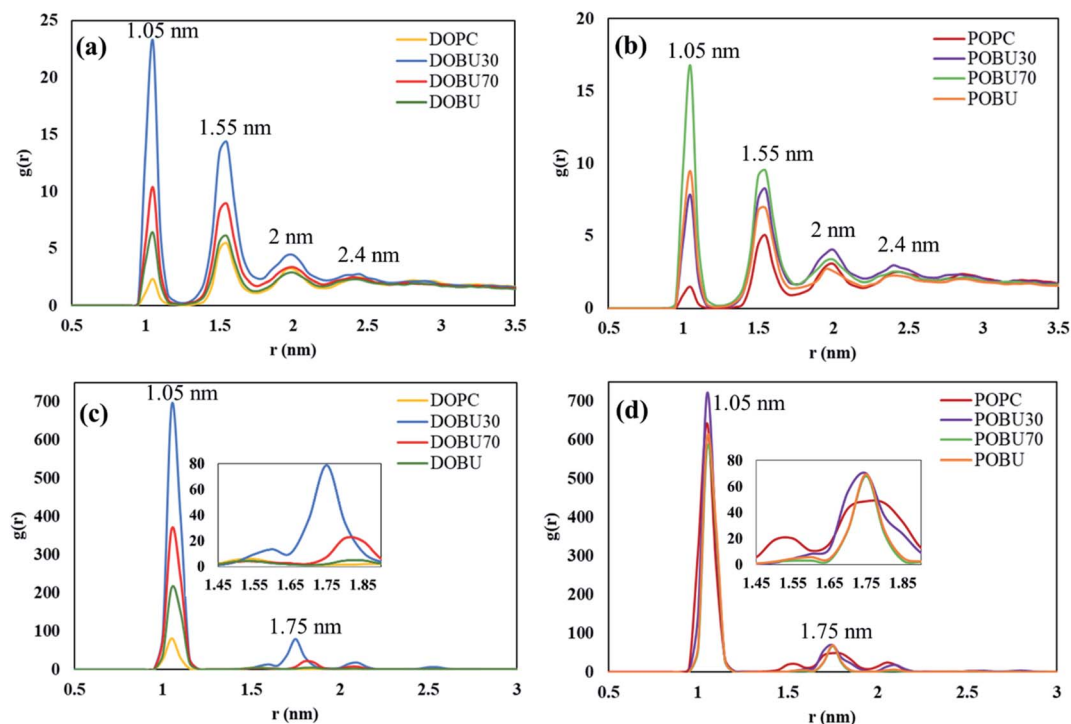 (a)
1.05 nm
1.55 nm
2 nm
2.4 nm
DOPC
DOBU30
DOBU70
DOBU
g(r)
25
20
15
10
5
0
0.5 1 1.5 2 2.5 3 3.5
r (nm)
(b)
1.05 nm
1.55 nm
2 nm
2.4 nm
POPC
POBU30
POBU70
POBU
g(r)
20
15
10
5
0
0.5 1 1.5 2 2.5 3 3.5
r (nm)
(c)
1.05 nm
1.75 nm
DOPC
DOBU30
DOBU70
DOBU
g(r)
700
600
500
400
300
200
100
0
0.5 1 1.5 2 2.5 3
r (nm)
80
60
40
20
0
1.45 1.55 1.65 1.75 1.85
(d)
1.05 nm
1.75 nm
POPC
POBU30
POBU70
POBU
g(r)
700
600
500
400
300
200
100
0
0.5 1 1.5 2 2.5 3
r (nm)
80
60
40
20
0
1.45 1.55 1.65 1.75 1.85